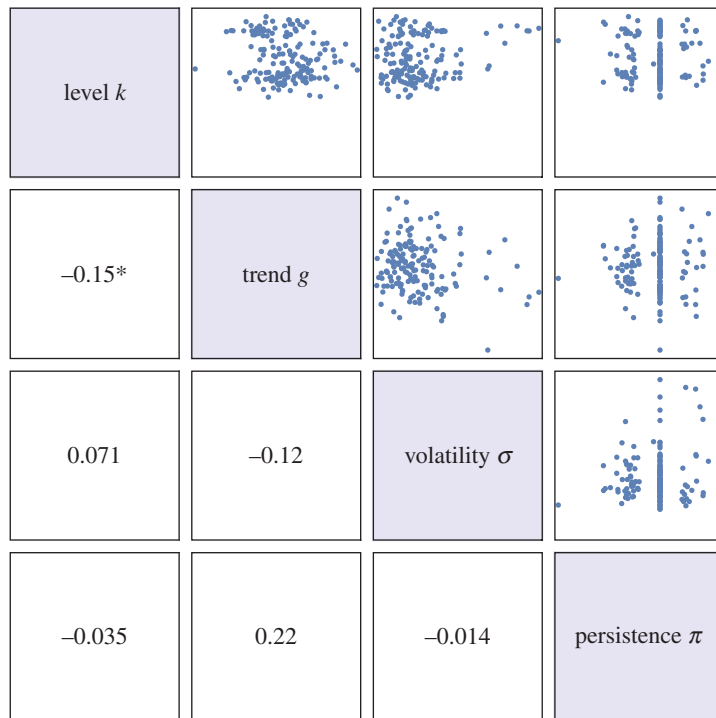 level k
–0.15*
trend g
0.071
–0.12
volatility σ
–0.035
0.22
–0.014
persistence π